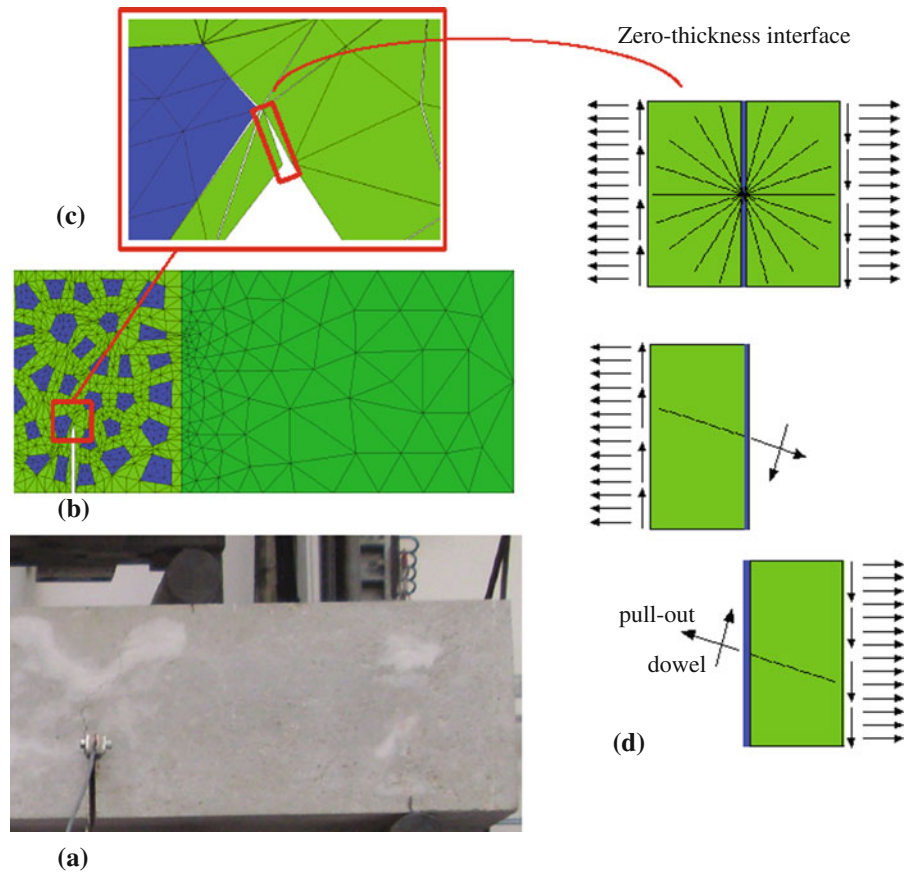 Zero-thickness interface
(c)
(b)
pull-out
dowel
(d)
(a)